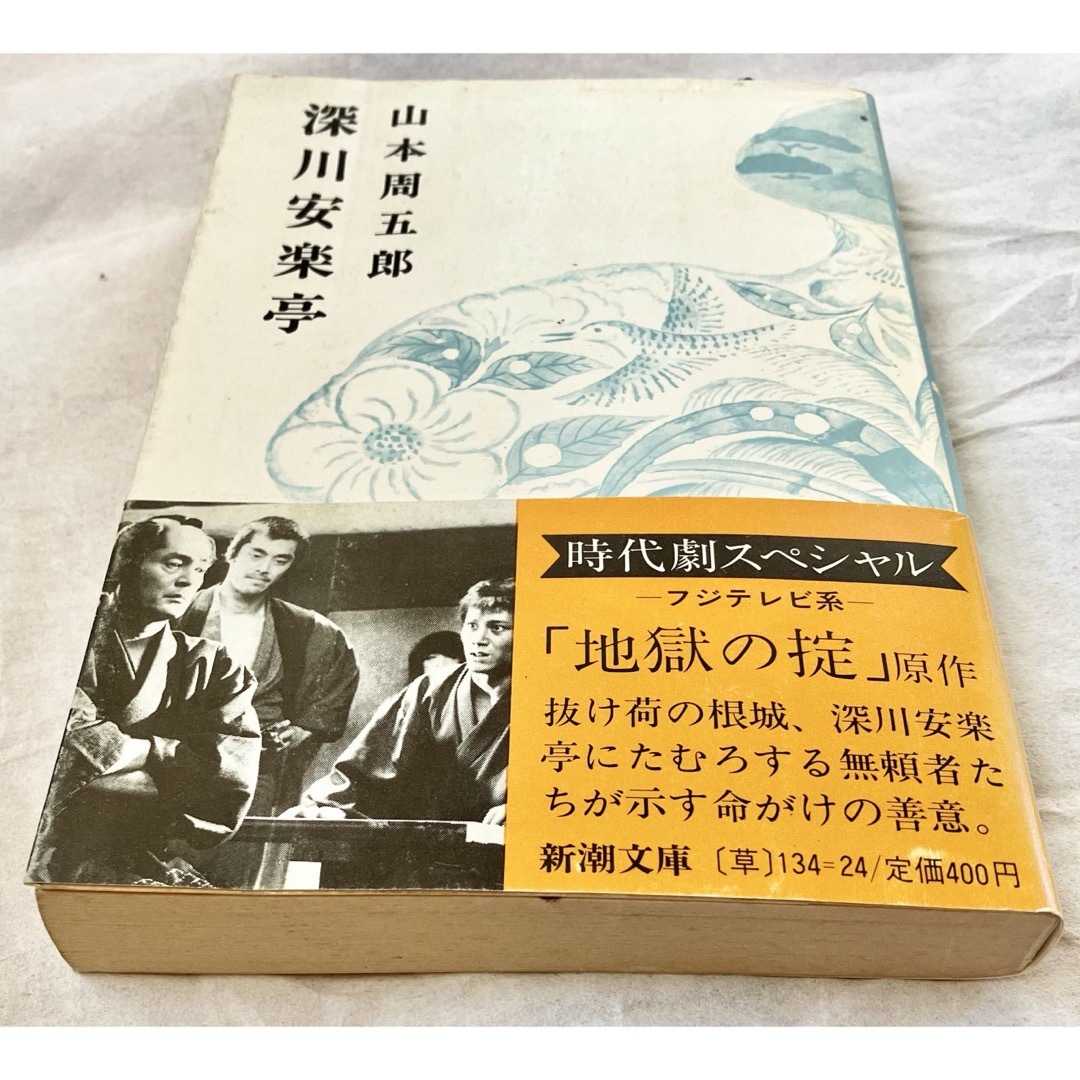 山本周五郎
深川安楽亭
時代劇スペシャル
―フジテレビ系―
「地獄の掟」原作
抜け荷の根城、深川安楽
亭にたむろする無頼者た
ちが示す命がけの善意。
新潮文庫 〔草〕134=24/定価400円